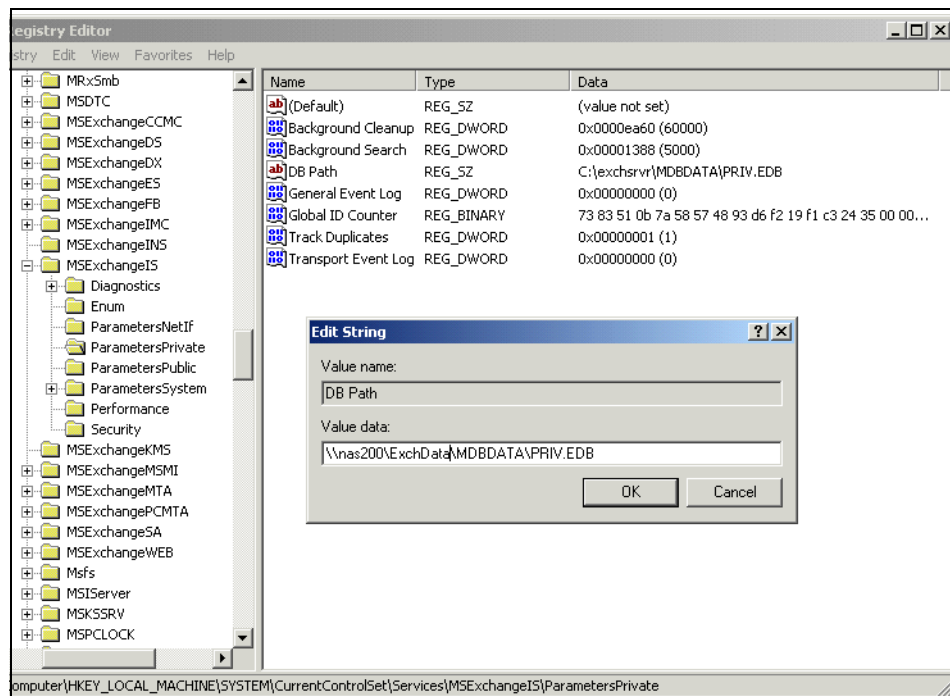 egistry Editor
stry Edit View Favorites Help
MRxSmb
MSDTC
MSExchangeCCMC
MSExchangeDS
MSExchangeDX
MSExchangeES
MSExchangeFB
MSExchangeIMC
MSExchangeINS
MSExchangeIS
Diagnostics
Enum
ParametersNetIf
ParametersPrivate
ParametersPublic
ParametersSystem
Performance
Security
MSExchangeKMS
MSExchangeMSMI
MSExchangeMTA
MSExchangePCMTA
MSExchangeSA
MSExchangeWEB
Msfs
MSIServer
MSKSSRV
MSPCLOCK
Name Type Data
(Default) REG_SZ (value not set)
Background Cleanup REG_DWORD 0x0000ea60 (60000)
Background Search REG_DWORD 0x00001388 (5000)
DB Path REG_SZ C:\exchsrvr\MDBDATA\PRIV.EDB
General Event Log REG_DWORD 0x00000000 (0)
Global ID Counter REG_BINARY 73 83 51 0b 7a 58 57 48 93 d6 f2 19 f1 c3 24 35 00 00...
Track Duplicates REG_DWORD 0x00000001 (1)
Transport Event Log REG_DWORD 0x00000000 (0)
Edit String
Value name:
DB Path
Value data:
\\nas200\ExchData\MDBDATA\PRIV.EDB
OK Cancel
omputer\HKEY_LOCAL_MACHINE\SYSTEM\CurrentControlSet\Services\MSExchangeIS\ParametersPrivate